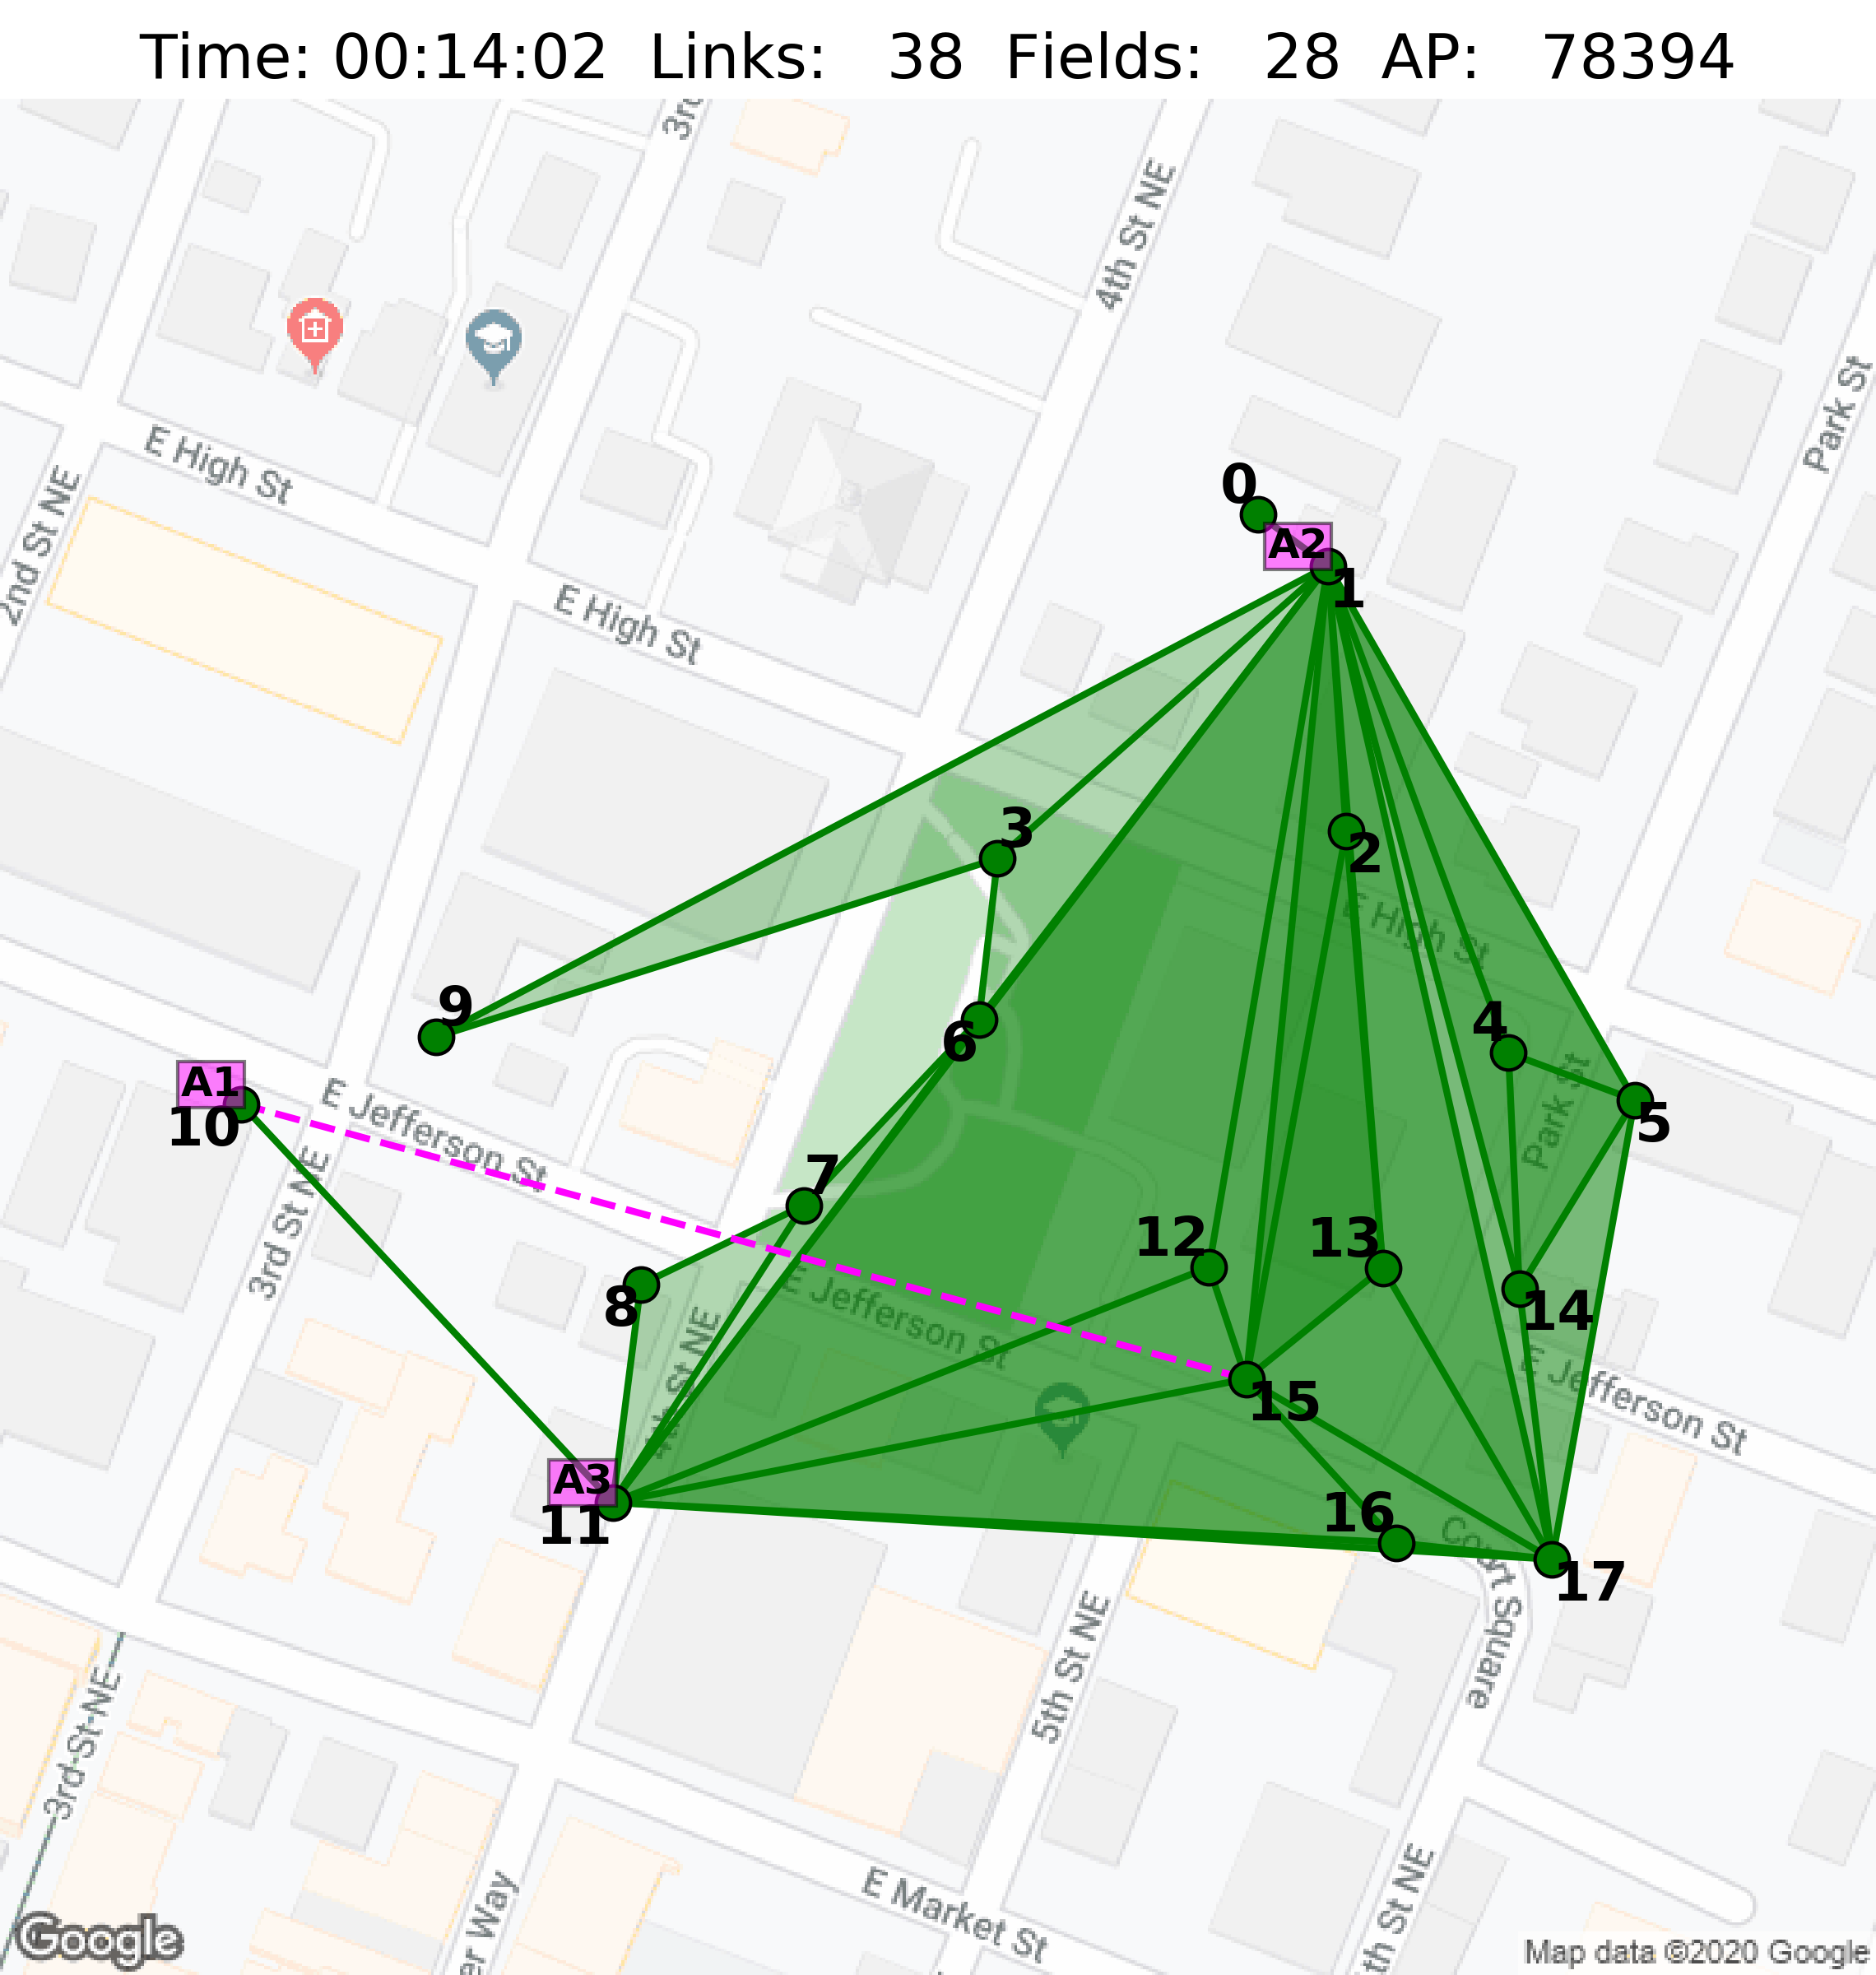 Time: 00:14:02 Links: 38 Fields: 28 AP: 78394
4th St NE
Park St
E High St
2nd St NE
0
A2
1
E High St
3
2
E High St
9
4
6
5
A1
10
E Jefferson St
Park St
3rd St NE
7
12
13
8
E Jefferson St
14
4th St NE
E Jefferson St
15
A3
11
16
Court Square
17
5th St NE
3rd St NE
E Market St
er Way
th St NE
Google
Map data ©2020 Google